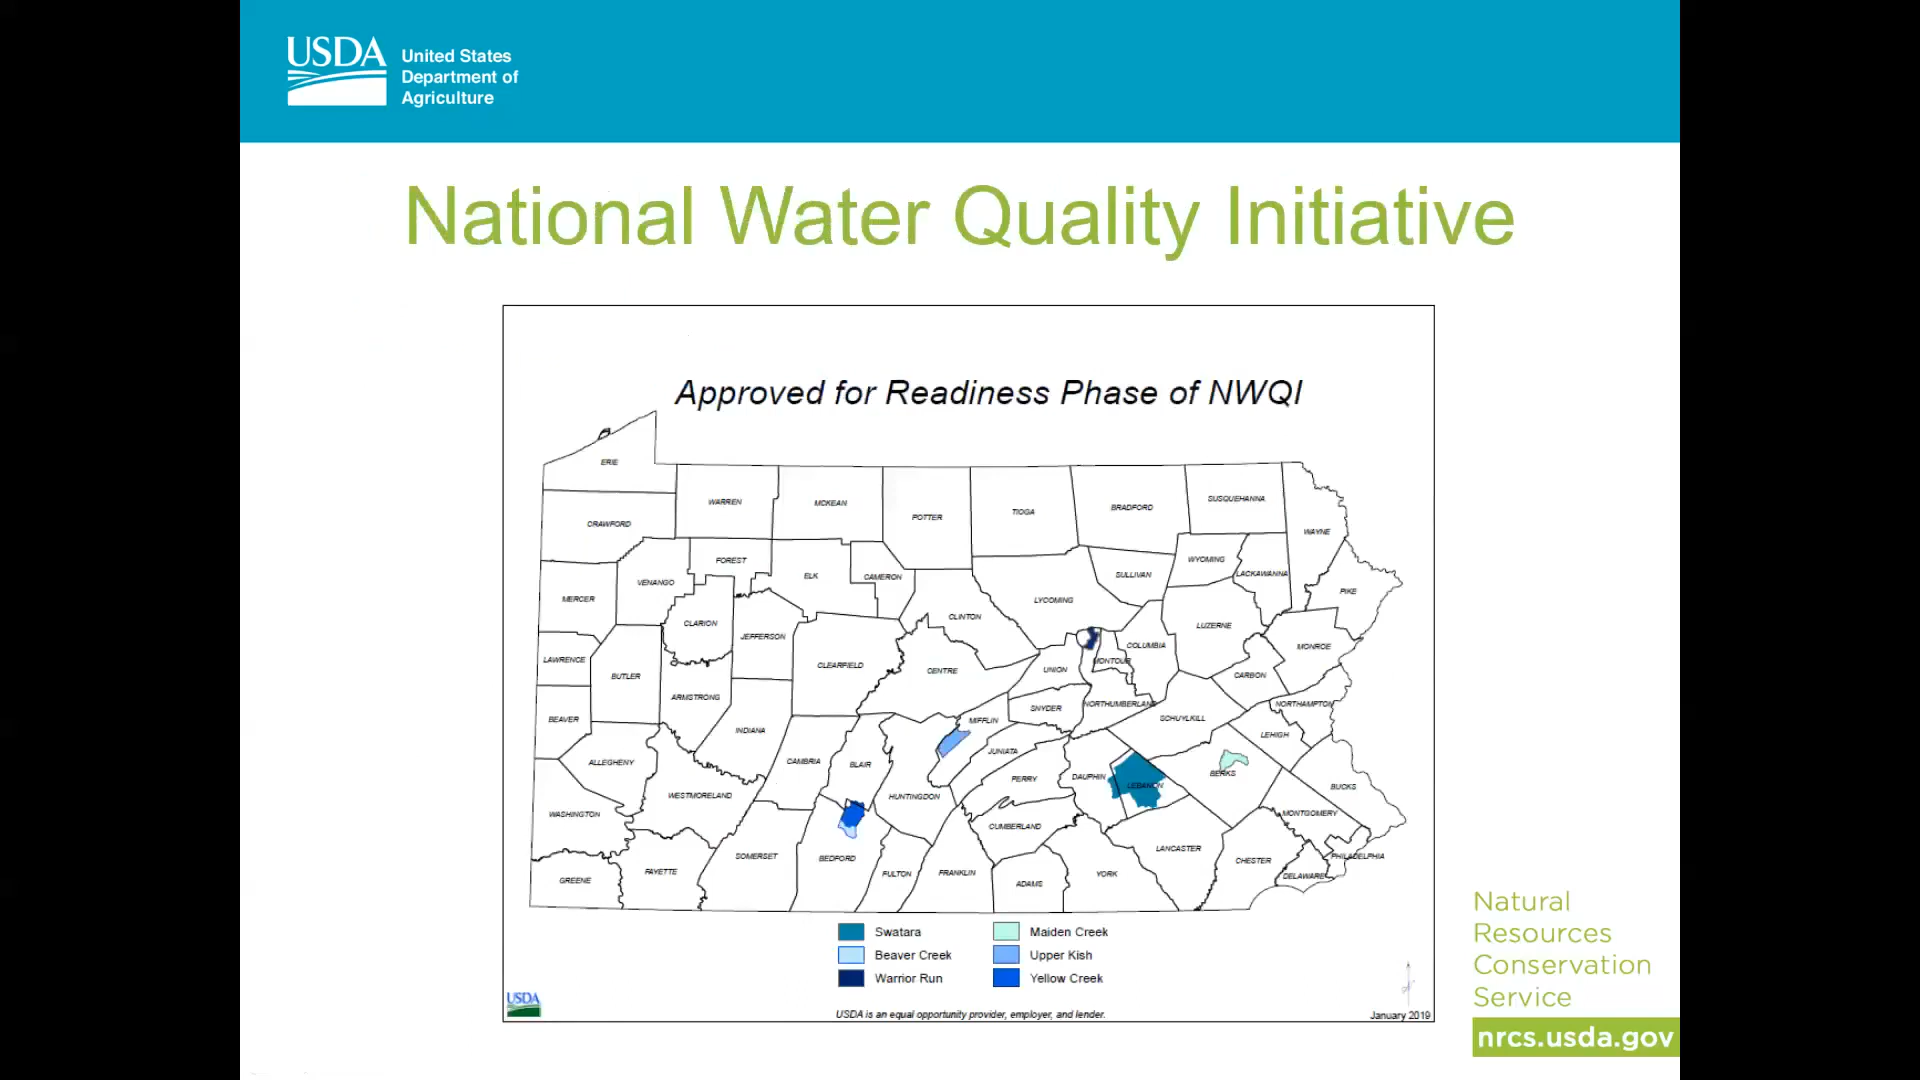 USDA
United States
Department of
Agriculture
National Water Quality Initiative
Approved for Readiness Phase of NWQI
ERIE
CRAWFORD
WARREN
MCKEAN
POTTER
TIOGA
BRADFORD
SUSQUEHANNA
WAYNE
MERCER
VENANGO
FOREST
ELK
CAMERON
CLINTON
LYCOMING
SULLIVAN
WYOMING
LACKAWANNA
PIKE
LAWRENCE
BUTLER
CLARION
JEFFERSON
CLEARFIELD
CENTRE
UNION
MONTOUR
COLUMBIA
LUZERNE
MONROE
CARBON
BEAVER
ARMSTRONG
INDIANA
MIFFLIN
SNYDER
NORTHUMBERLAND
SCHUYLKILL
NORTHAMPTON
LEHIGH
ALLEGHENY
WESTMORELAND
CAMBRIA
BLAIR
HUNTINGDON
JUNIATA
PERRY
DAUPHIN
LEBANON
BERKS
BUCKS
WASHINGTON
CUMBERLAND
MONTGOMERY
GREENE
FAYETTE
SOMERSET
BEDFORD
FULTON
FRANKLIN
ADAMS
YORK
LANCASTER
CHESTER
DELAWARE
PHILADELPHIA
Swatara
Maiden Creek
Beaver Creek
Upper Kish
Warrior Run
Yellow Creek
USDA
USDA is an equal opportunity provider, employer, and lender.
January 2019
Natural
Resources
Conservation
Service
nrcs.usda.gov